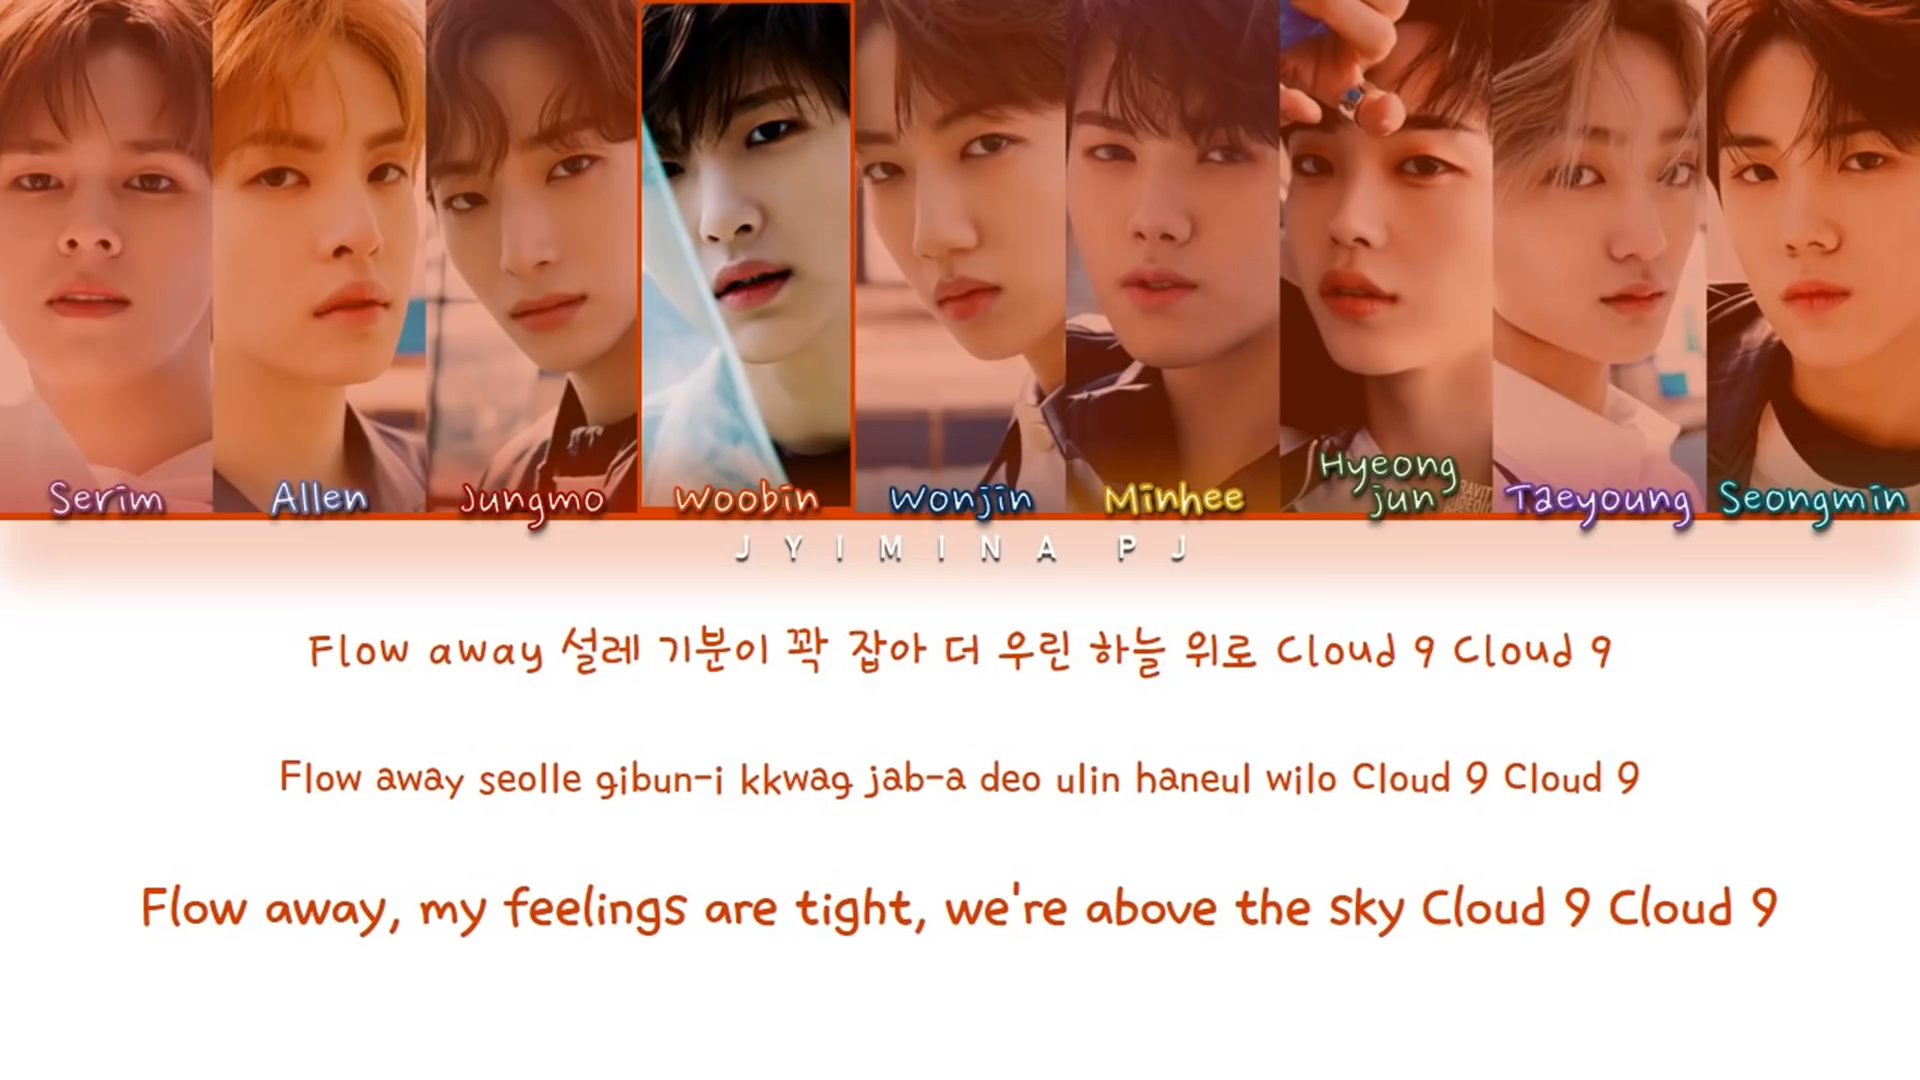 Serim Allen Jungmo Woobin Wonjin Minhee Hyeong jun Taeyoung Seongmin
JYIMINA PJ
Flow away 설레 기분이 꽉 잡아 더 우린 하늘 위로 Cloud 9 Cloud 9
Flow away seolle gibun-i kkwag jab-a deo ulin haneul wilo Cloud 9 Cloud 9
Flow away, my feelings are tight, we're above the sky Cloud 9 Cloud 9